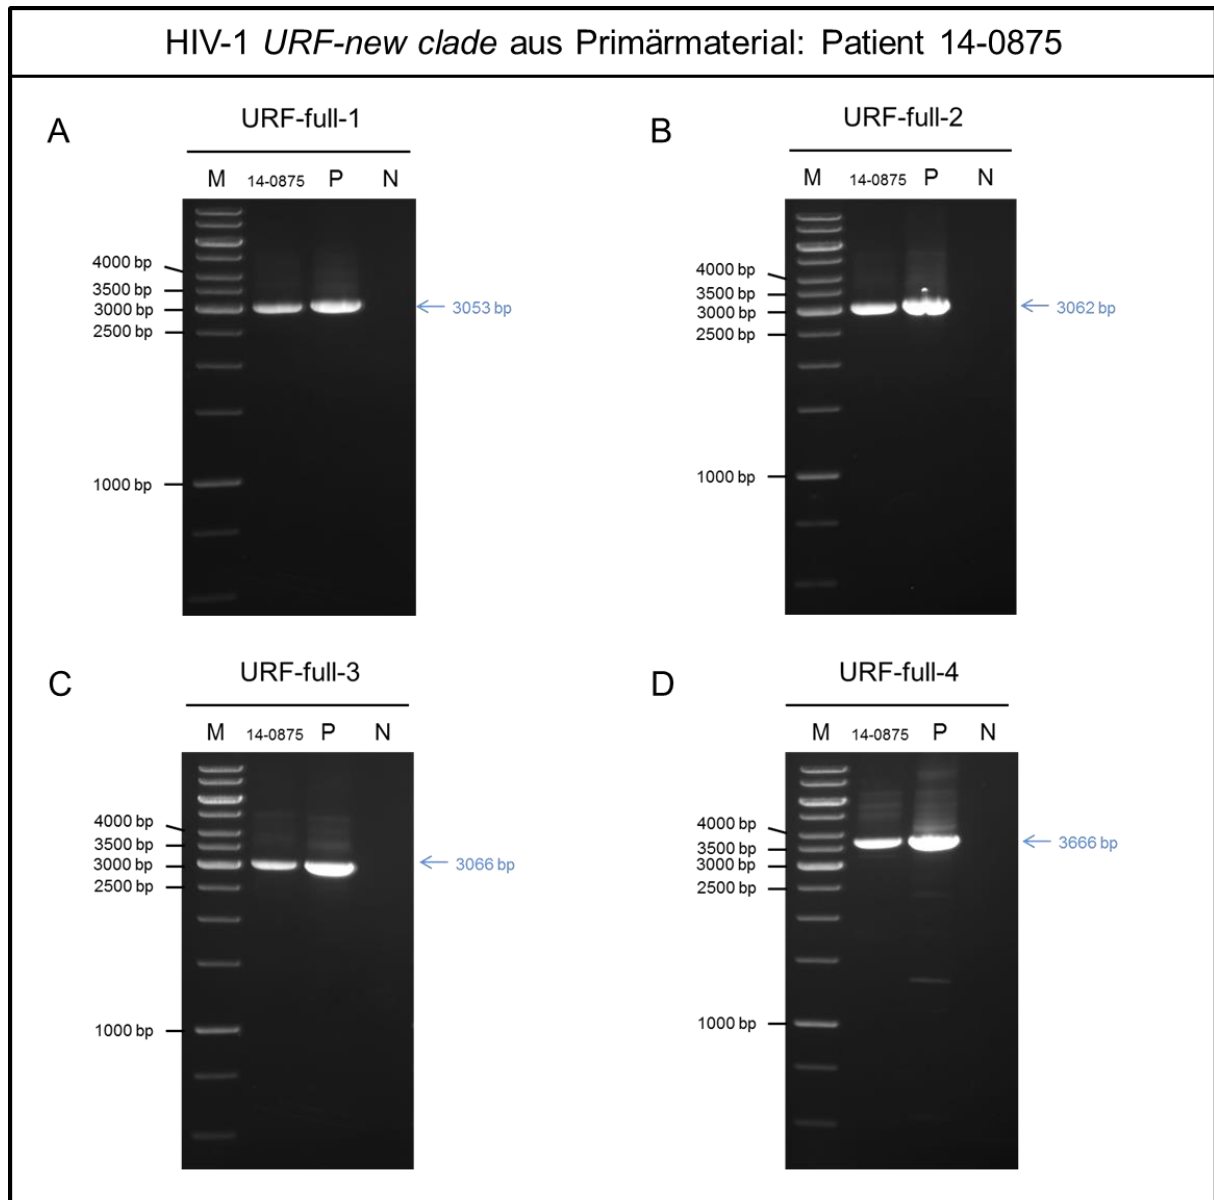 HIV-1 URF-new clade aus Primärmaterial: Patient 14-0875
A
URF-full-1
M 14-0875 P N
4000 bp
3500 bp
3000 bp
2500 bp
1000 bp
3053 bp
B
URF-full-2
M 14-0875 P N
4000 bp
3500 bp
3000 bp
2500 bp
1000 bp
3062 bp
C
URF-full-3
M 14-0875 P N
4000 bp
3500 bp
3000 bp
2500 bp
1000 bp
3066 bp
D
URF-full-4
M 14-0875 P N
4000 bp
3500 bp
3000 bp
2500 bp
1000 bp
3666 bp